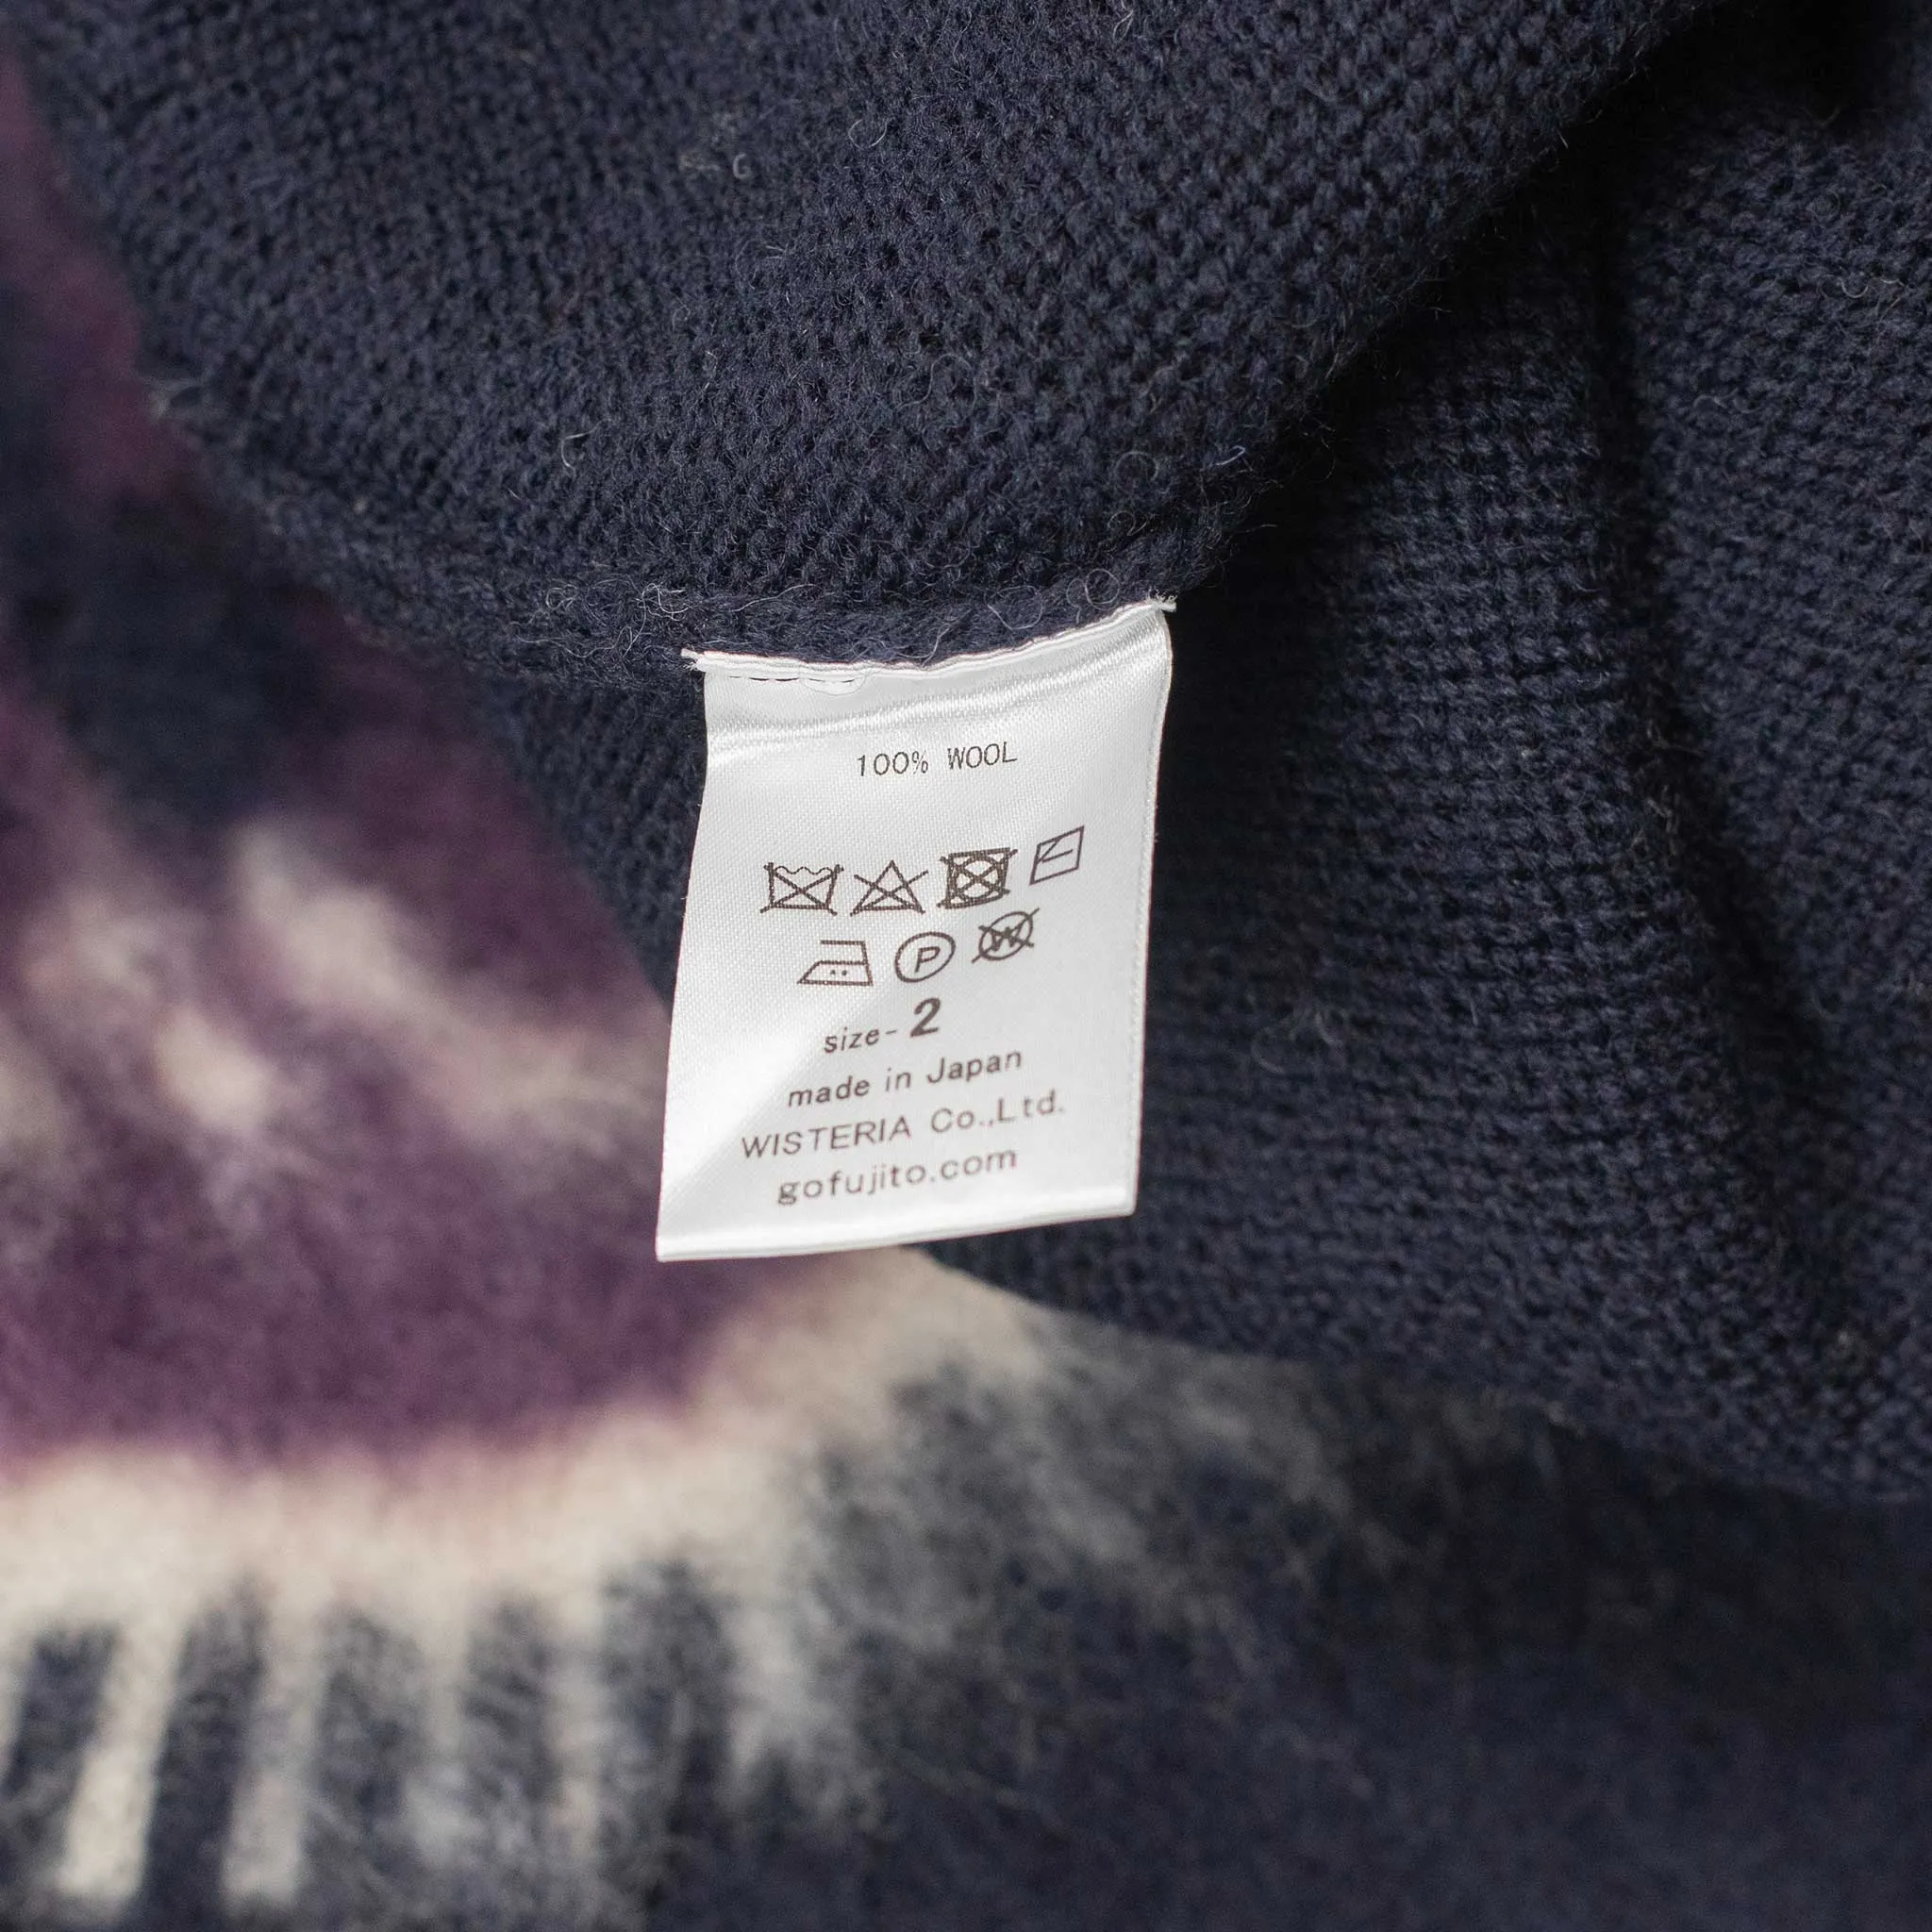 100% WOOL
P W
size-2
made in Japan
WISTERIA Co.,Ltd.
gofujito.com